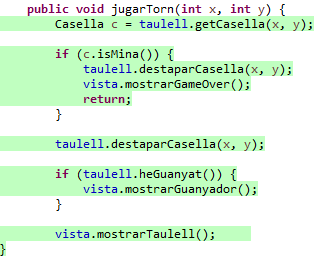 public void jugarTorn(int x, int y) {
Casella c = taulell.getCasella(x, y);
if (c.isMina()) {
taulell.destaparCasella(x, y);
vista.mostrarGameOver();
return;
}
taulell.destaparCasella(x, y);
if (taulell.heGuanyat()) {
vista.mostrarGuanyador();
}
vista.mostrarTaulell();
}